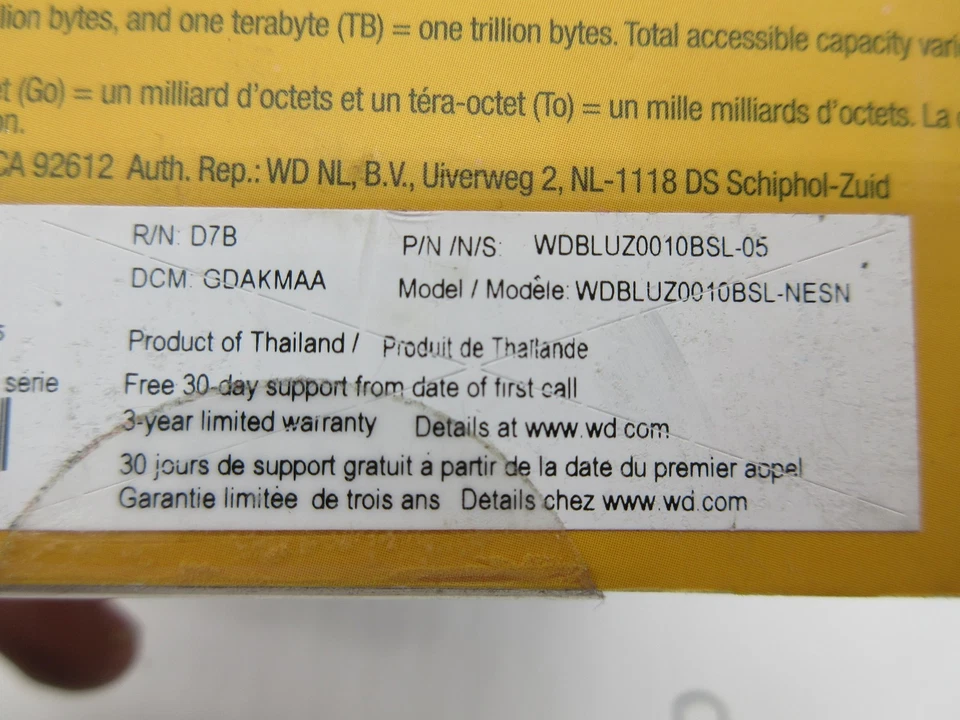 lion bytes, and one terabyte (TB) = one trillion bytes. Total accessible capacity vari
t (Go) = un milliard d'octets et un téra-octet (To) = un mille milliards d'octets. La
on.
CA 92612 Auth. Rep.: WD NL, B.V., Uiverweg 2, NL-1118 DS Schiphol-Zuid
R/N: D7B P/N /N/S: WDBLUZ0010BSL-05
DCM: GDAKMAA Model / Modèle: WDBLUZ0010BSL-NESN
Product of Thailand / Produit de Thaïlande
série Free 30-day support from date of first call
3-year limited warranty Details at www.wd.com
30 jours de support gratuit à partir de la date du premier appel
Garantie limitée de trois ans Détails chez www.wd.com